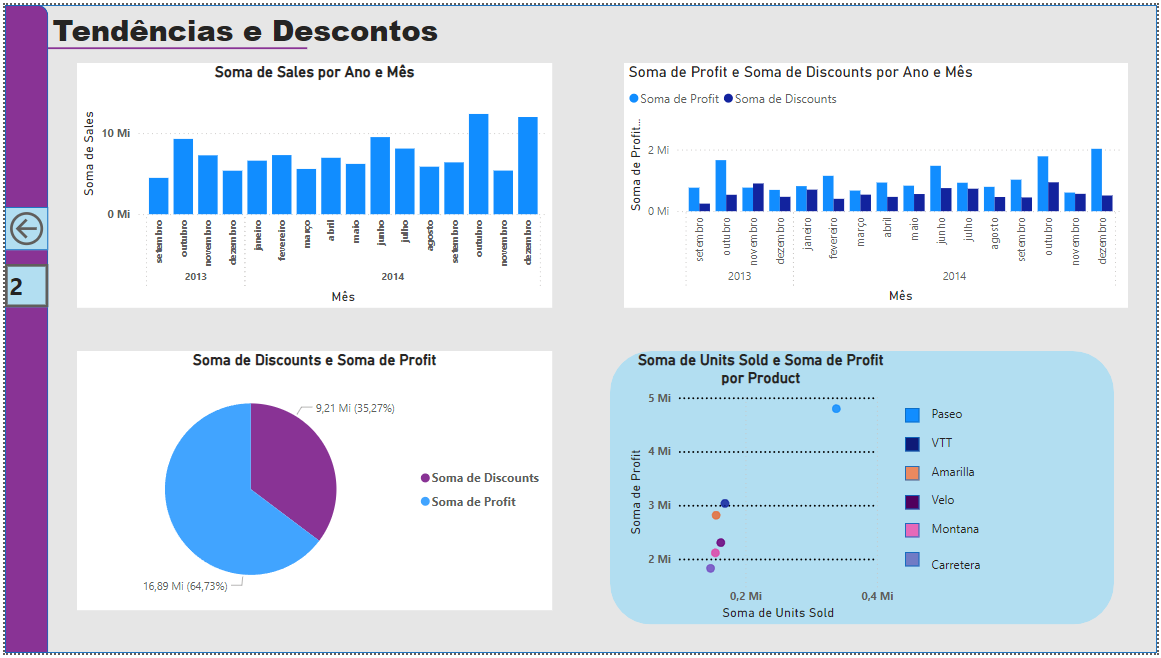 Tendências e Descontos
2
Soma de Sales por Ano e Mês
Soma de Sales
10 Mi
0 Mi
setembro
outubro
novembro
dezembro
janeiro
fevereiro
março
abril
maio
junho
julho
agosto
setembro
outubro
novembro
dezembro
2013
2014
Mês
Soma de Profit e Soma de Discounts por Ano e Mês
Soma de Profit
Soma de Discounts
Soma de Profit...
2 Mi
0 Mi
setembro
outubro
novembro
dezembro
janeiro
fevereiro
março
abril
maio
junho
julho
agosto
setembro
outubro
novembro
dezembro
2013
2014
Mês
Soma de Discounts e Soma de Profit
9,21 Mi (35,27%)
16,89 Mi (64,73%)
Soma de Discounts
Soma de Profit
Soma de Units Sold e Soma de Profit
por Product
Soma de Profit
5 Mi
4 Mi
3 Mi
2 Mi
0,2 Mi
0,4 Mi
Soma de Units Sold
Paseo
VTT
Amarilla
Velo
Montana
Carretera